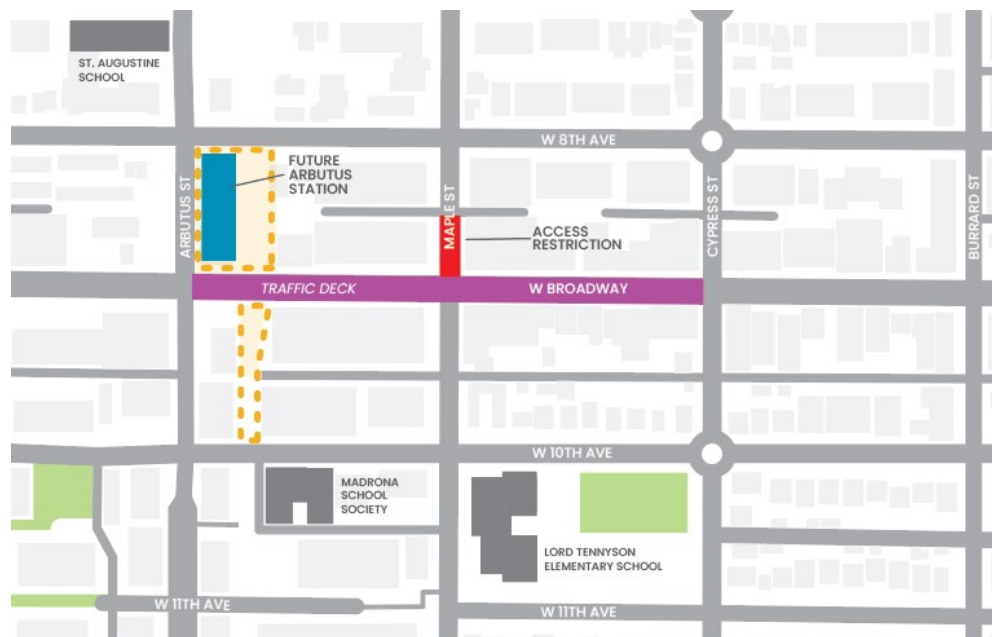 ST. AUGUSTINE
SCHOOL
W 8TH AVE
FUTURE
ARBUTUS
STATION
ARBUTUS ST
MAPLE ST
ACCESS
RESTRICTION
CYPRESS ST
BURRARD ST
TRAFFIC DECK
W BROADWAY
W 10TH AVE
MADRONA
SCHOOL
SOCIETY
LORD TENNYSON
ELEMENTARY SCHOOL
W 11TH AVE
W 11TH AVE